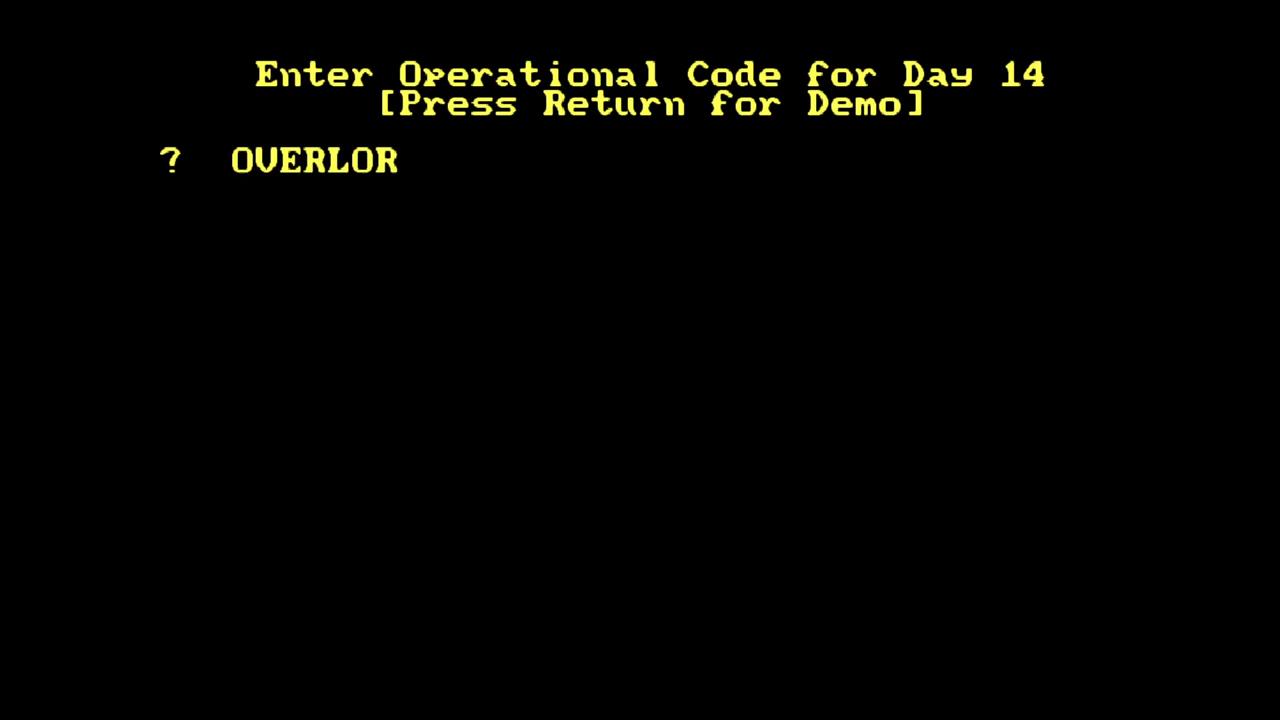 Enter Operational Code for Day 14
[Press Return for Demo]
? OVERLOR